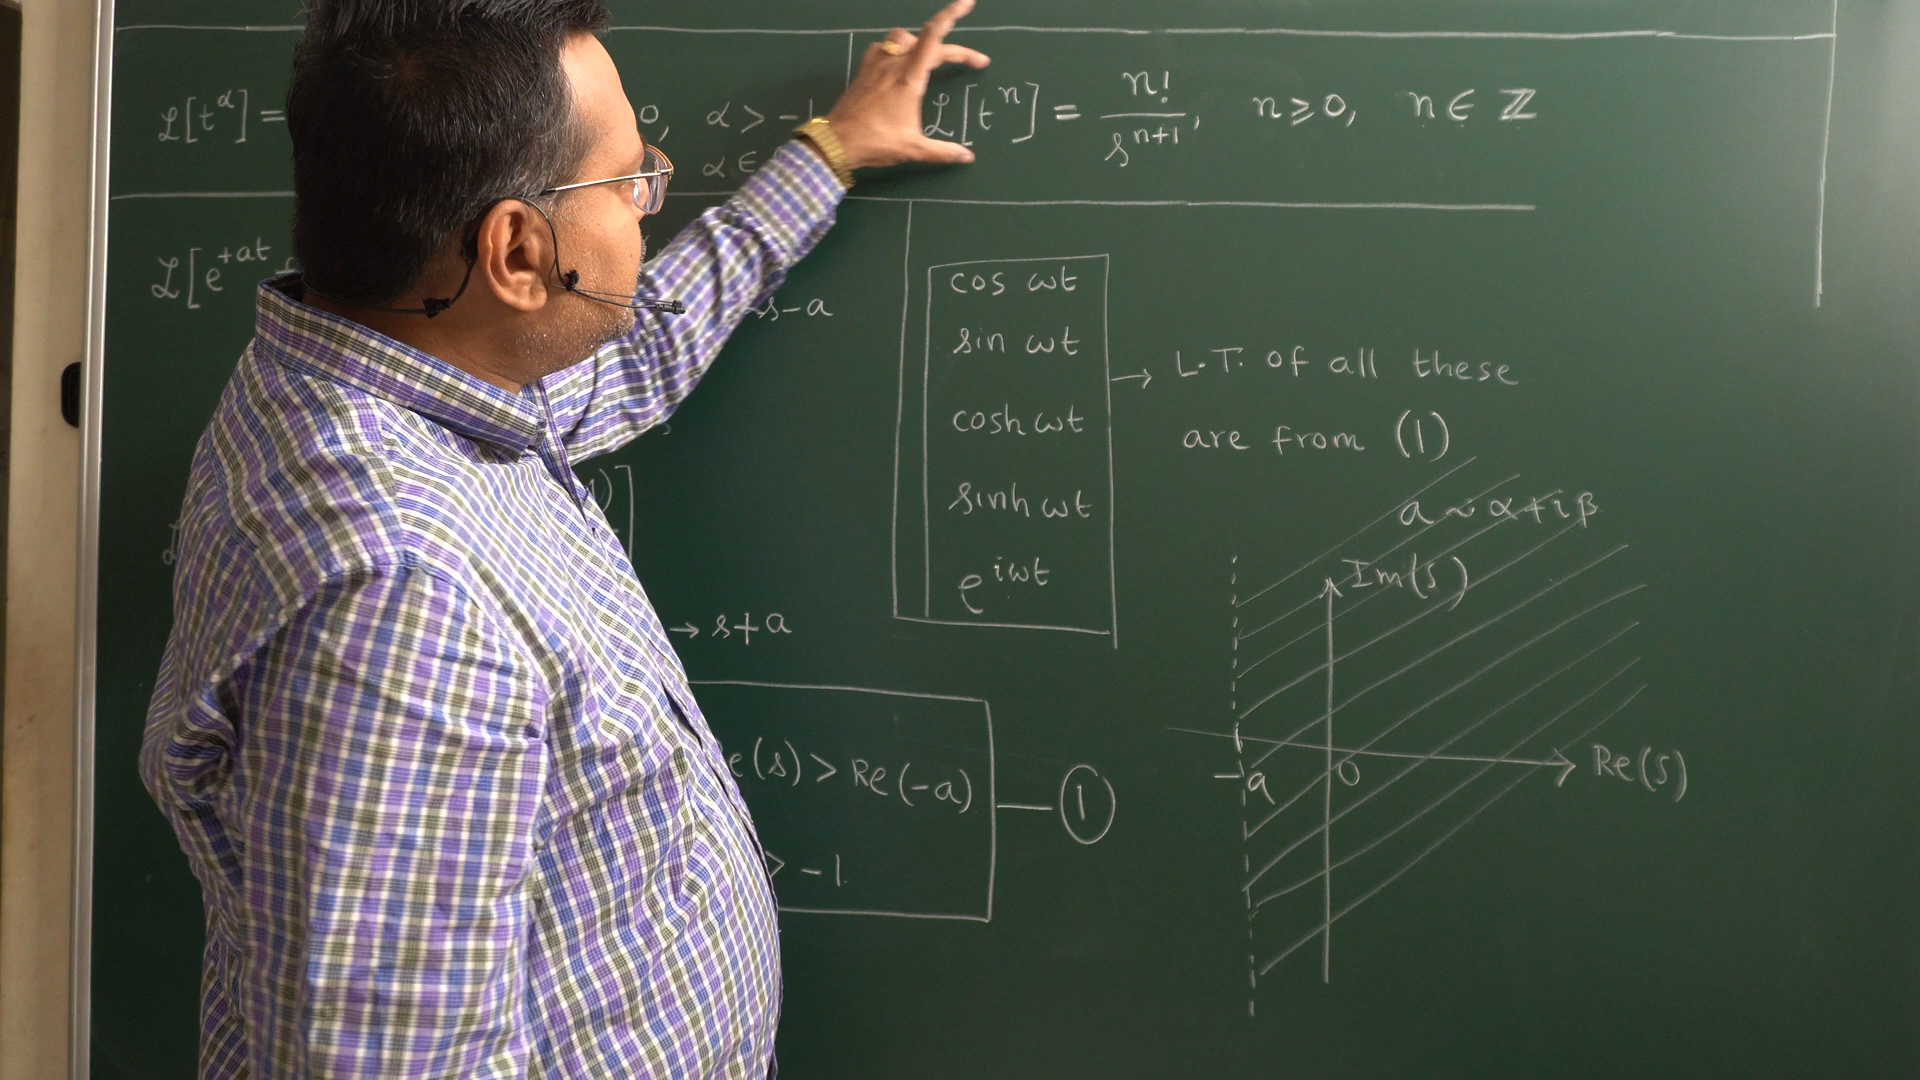 ℒ[t^α] =
0, α > -1
α ∈
ℒ[t^n] = n!/s^{n+1}, n ≥ 0, n ∈ ℤ
ℒ[e^{+at}
s-a
cos ωt
sin ωt
cosh ωt
sinh ωt
e^{iωt}
→ L.T. of all these
are from (1)
a ~ α+iβ
Im(s)
→ s+a
e(s) > Re(-a)
> -1
①
-a
0
Re(s)